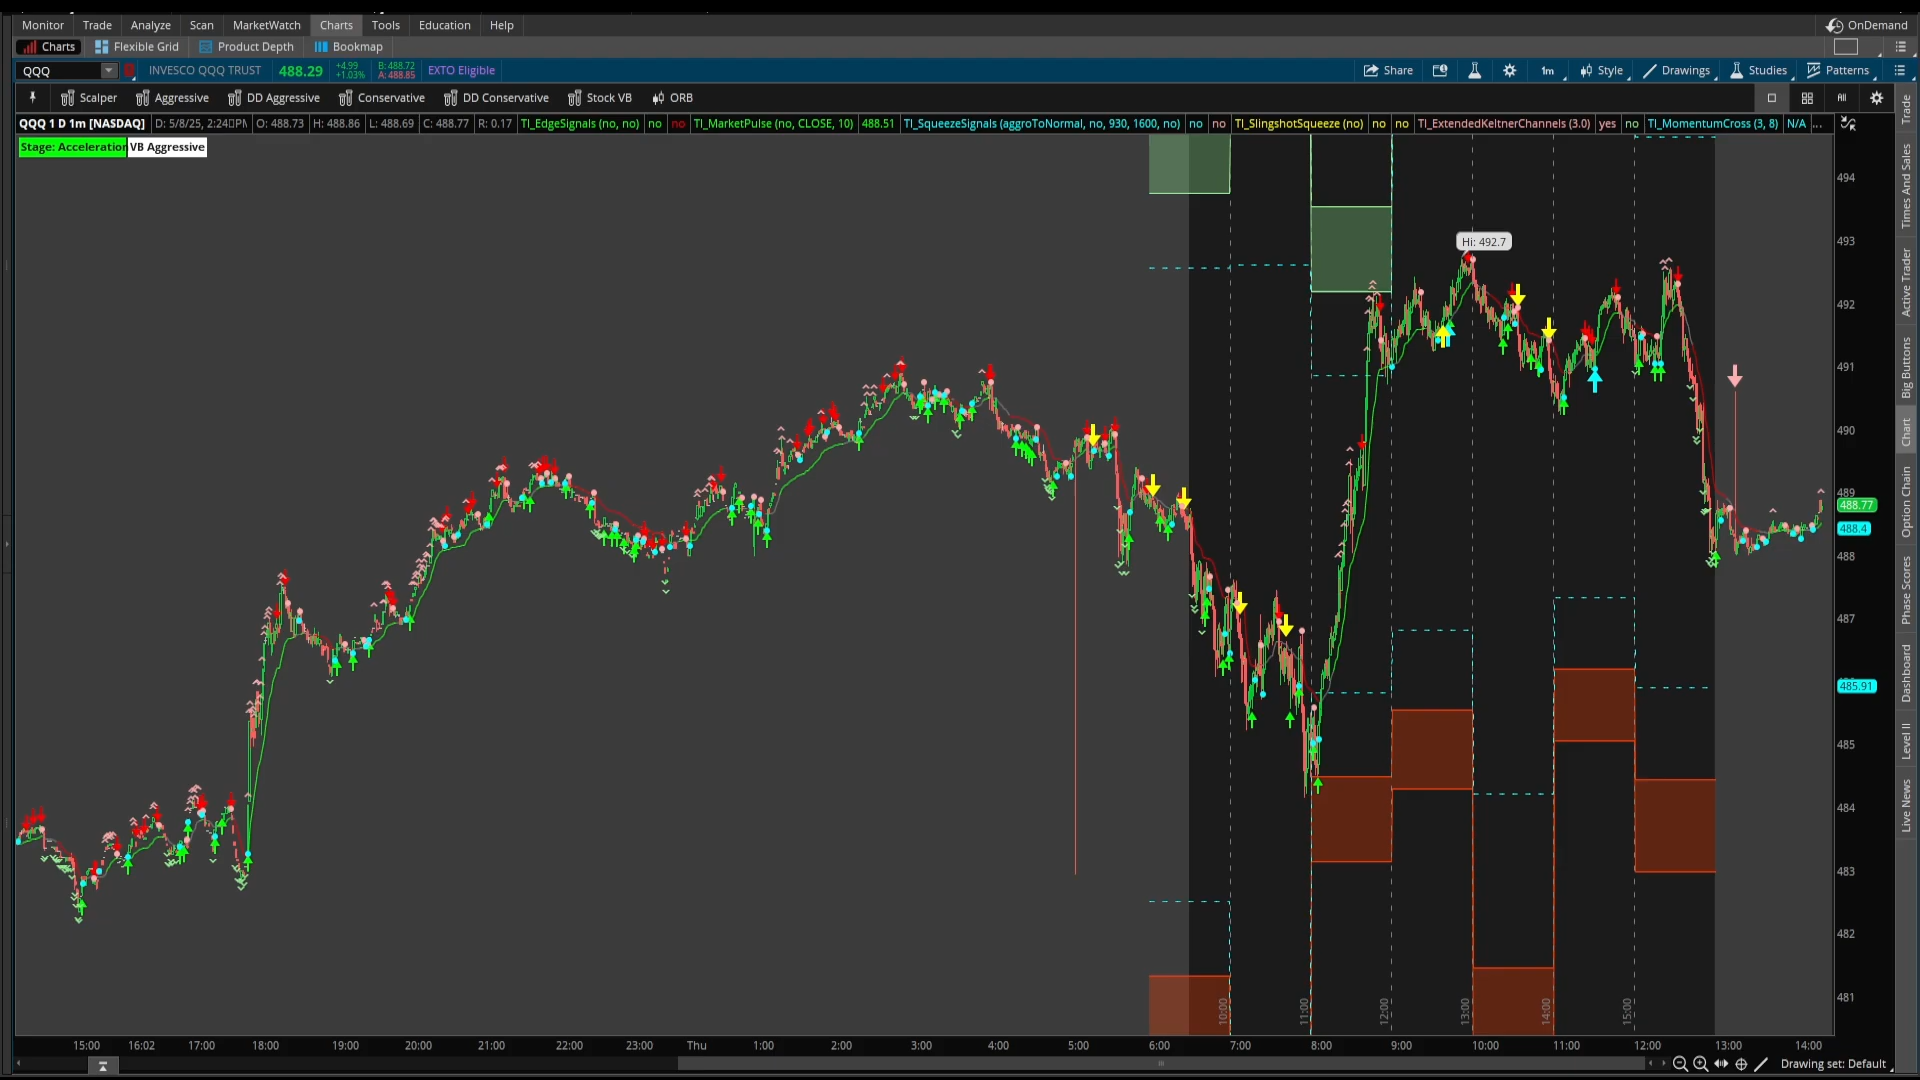 Monitor Trade Analyze Scan MarketWatch Charts Tools Education Help OnDemand
Charts Flexible Grid Product Depth Bookmap
QQQ INVESCO QQQ TRUST 488.29 +4.99 +1.03% B: 488.72 A: 488.85 EXTO Eligible Share 1m Style Drawings Studies Patterns
Scalper Aggressive DD Aggressive Conservative DD Conservative Stock VB ORB All
QQQ 1 D 1m [NASDAQ] D: 5/8/25, 2:24 PM O: 488.73 H: 488.86 L: 488.69 C: 488.77 R: 0.17 TI_EdgeSignals (no, no) no no TI_MarketPulse (no, CLOSE, 10) 488.51 TI_SqueezeSignals (aggroToNormal, no, 930, 1600, no) no no TI_SlingshotSqueeze (no) no no TI_ExtendedKeltnerChannels (3.0) yes no TI_MomentumCross (3, 8) N/A ...
Stage: Acceleration VB Aggressive
Hi: 492.7
494
493
492
491
490
489
488.77
488.4
488
487
485.91
485
484
483
482
481
10:00 11:00 12:00 13:00 14:00 15:00
15:00 16:02 17:00 18:00 19:00 20:00 21:00 22:00 23:00 Thu 1:00 2:00 3:00 4:00 5:00 6:00 7:00 8:00 9:00 10:00 11:00 12:00 13:00 14:00
Drawing set: Default
Trade
Times And Sales
Active Trader
Big Buttons
Chart
Option Chain
Phase Scores
Dashboard
Level II
Live News